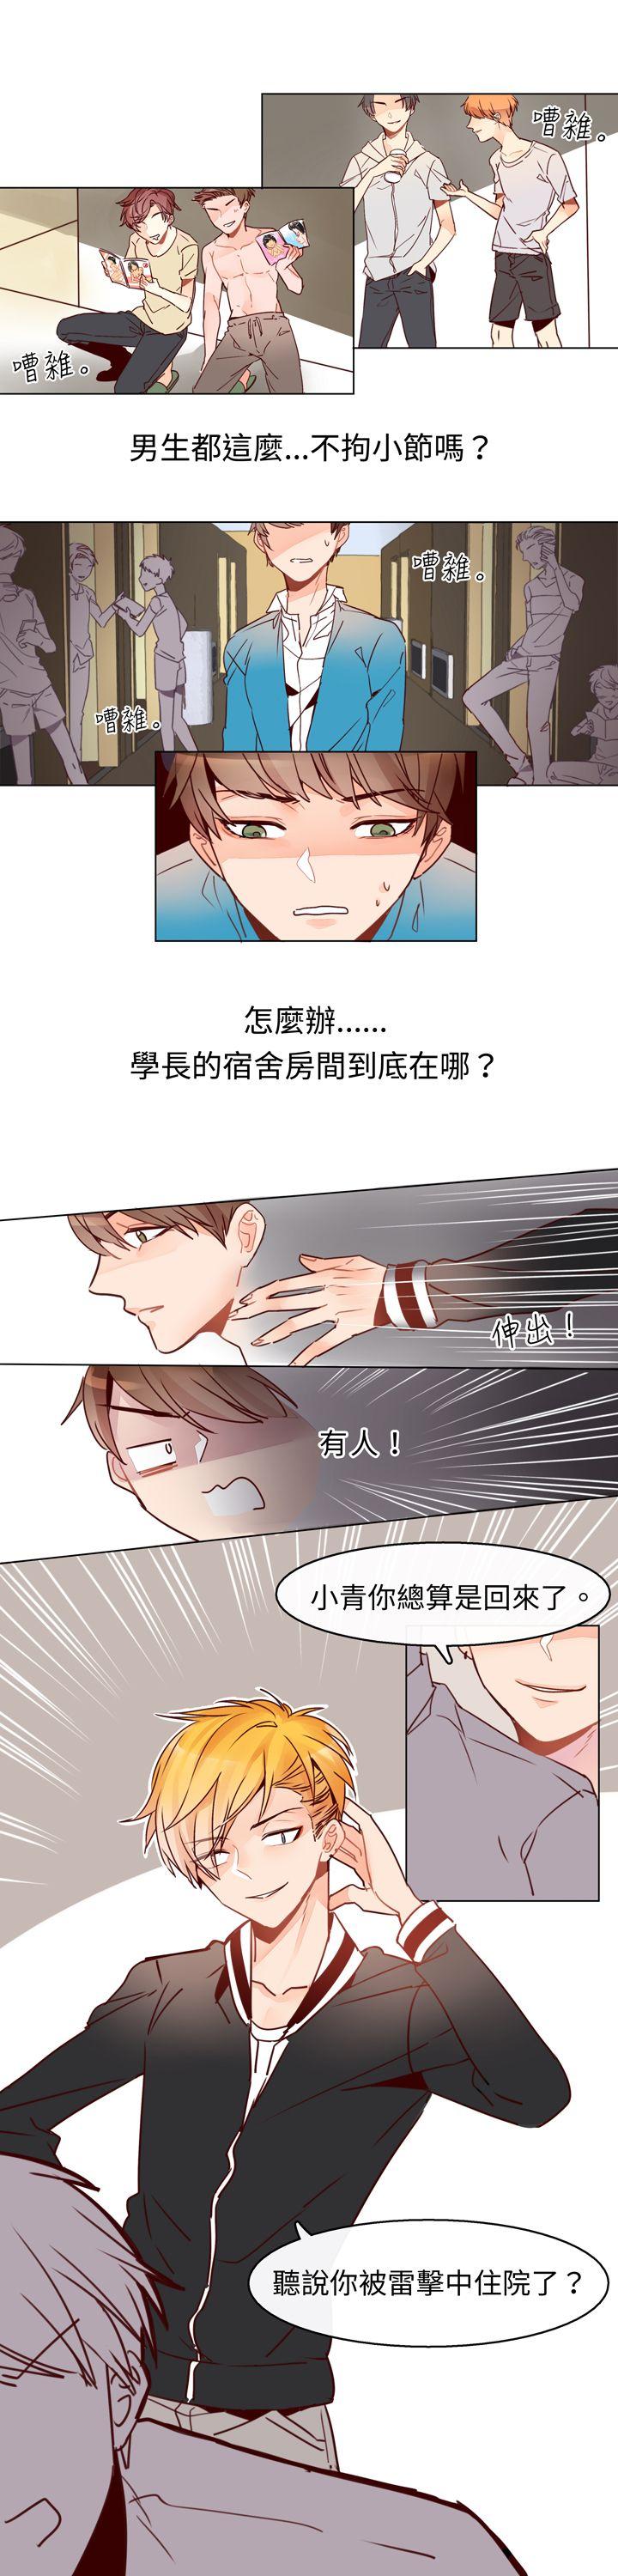 嘈雜。
嘈雜。
男生都這麼...不拘小節嗎？
嘈雜。
嘈雜。
怎麼辦......
學長的宿舍房間到底在哪？
伸出！
有人！
小青你總算是回來了。
聽說你被雷擊中住院了？